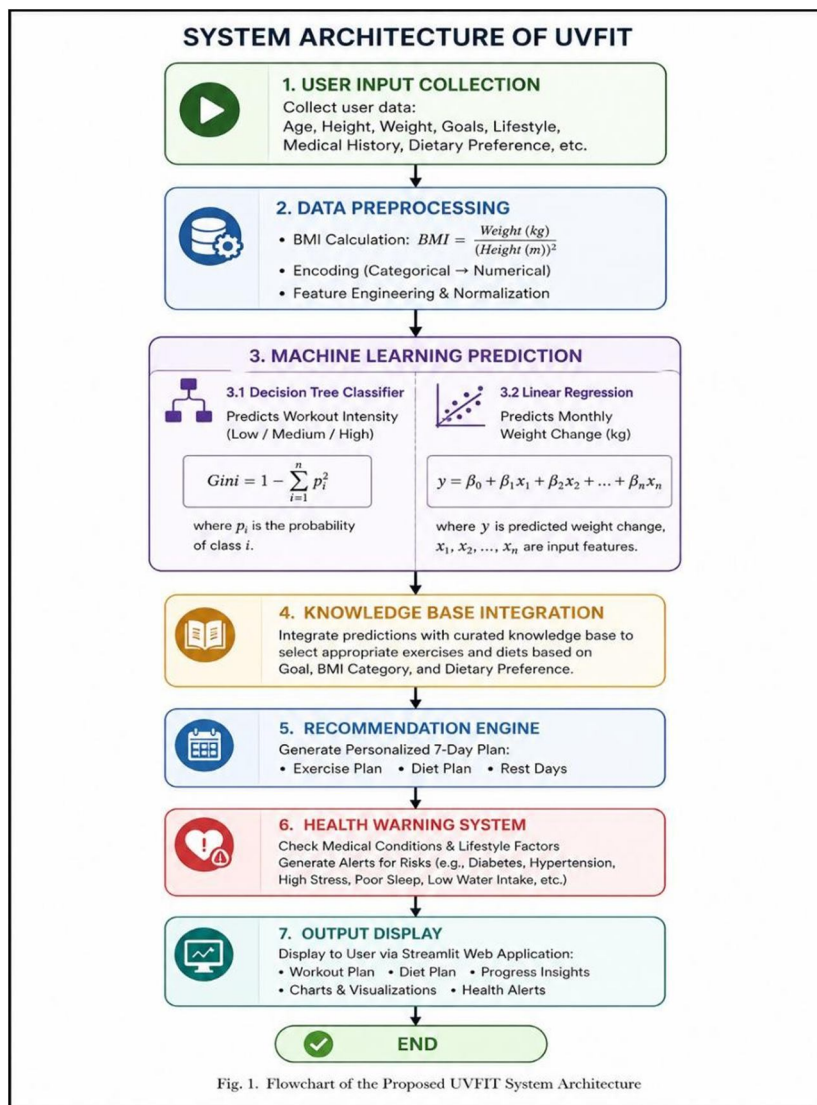 SYSTEM ARCHITECTURE OF UVFIT
1. USER INPUT COLLECTION
Collect user data:
Age, Height, Weight, Goals, Lifestyle,
Medical History, Dietary Preference, etc.
2. DATA PREPROCESSING
• BMI Calculation: BMI = Weight (kg) / (Height (m))²
• Encoding (Categorical → Numerical)
• Feature Engineering & Normalization
3. MACHINE LEARNING PREDICTION
3.1 Decision Tree Classifier
Predicts Workout Intensity
(Low / Medium / High)
Gini = 1 − ∑ᵢ₌₁ⁿ pᵢ²
where pᵢ is the probability
of class i.
3.2 Linear Regression
Predicts Monthly
Weight Change (kg)
y = β₀ + β₁x₁ + β₂x₂ + … + βₙxₙ
where y is predicted weight change,
x₁, x₂, …, xₙ are input features.
4. KNOWLEDGE BASE INTEGRATION
Integrate predictions with curated knowledge base to
select appropriate exercises and diets based on
Goal, BMI Category, and Dietary Preference.
5. RECOMMENDATION ENGINE
Generate Personalized 7-Day Plan:
• Exercise Plan • Diet Plan • Rest Days
6. HEALTH WARNING SYSTEM
Check Medical Conditions & Lifestyle Factors
Generate Alerts for Risks (e.g., Diabetes, Hypertension,
High Stress, Poor Sleep, Low Water Intake, etc.)
7. OUTPUT DISPLAY
Display to User via Streamlit Web Application:
• Workout Plan • Diet Plan • Progress Insights
• Charts & Visualizations • Health Alerts
END
Fig. 1. Flowchart of the Proposed UVFIT System Architecture